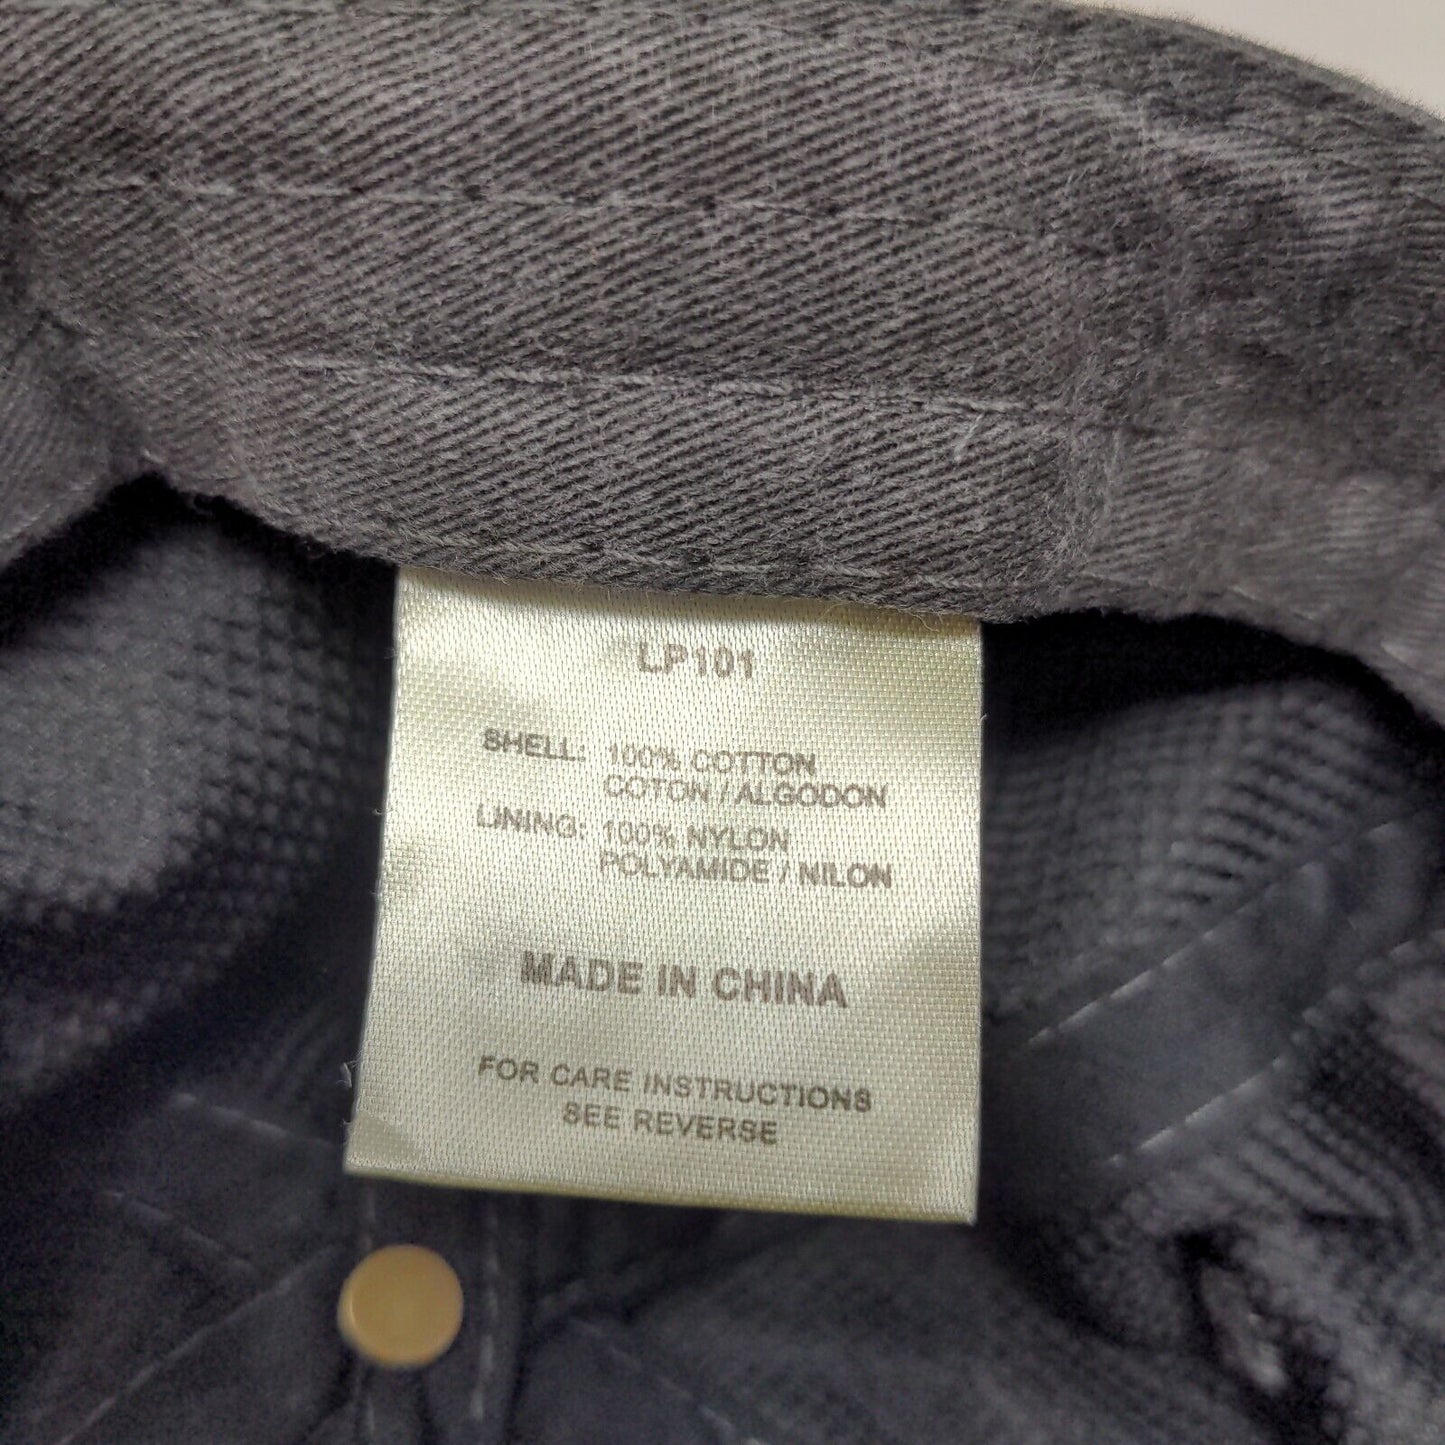 LP101
SHELL: 100% COTTON
COTON / ALGODON
LINING: 100% NYLON
POLYAMIDE / NILON
MADE IN CHINA
FOR CARE INSTRUCTIONS
SEE REVERSE